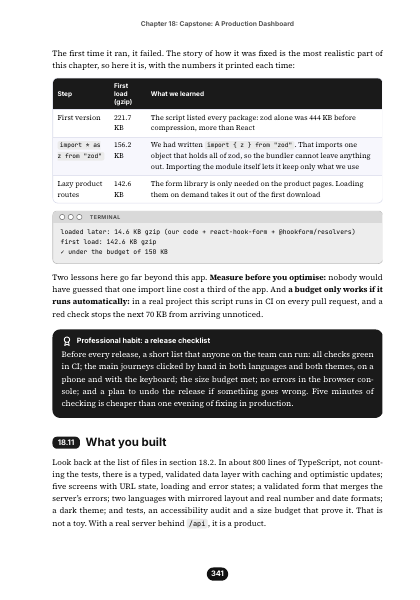 Chapter 18: Capstone: A Production Dashboard
The first time it ran, it failed. The story of how it was fixed is the most realistic part of
this chapter, so here it is, with the numbers it printed each time:
Step
First load (gzip)
What we learned
First version
221.7 KB
The script listed every package: zod alone was 444 KB before
compression, more than React
import * as
z from "zod"
156.2 KB
We had written import { z } from "zod". That imports one
object that holds all of zod, so the bundler cannot leave anything
out. Importing the module itself lets it keep only what we use
Lazy product
routes
142.6 KB
The form library is only needed on the product pages. Loading
them on demand takes it out of the first download
TERMINAL
loaded later: 14.6 KB gzip (our code + react-hook-form + @hookform/resolvers)
first load: 142.6 KB gzip
✓ under the budget of 150 KB
Two lessons here go far beyond this app. Measure before you optimise: nobody would
have guessed that one import line cost a third of the app. And a budget only works if it
runs automatically: in a real project this script runs in CI on every pull request, and a
red check stops the next 70 KB from arriving unnoticed.
Professional habit: a release checklist
Before every release, a short list that anyone on the team can run: all checks green
in CI; the main journeys clicked by hand in both languages and both themes, on a
phone and with the keyboard; the size budget met; no errors in the browser con-
sole; and a plan to undo the release if something goes wrong. Five minutes of
checking is cheaper than one evening of fixing in production.
18.11 What you built
Look back at the list of files in section 18.2. In about 800 lines of TypeScript, not count-
ing the tests, there is a typed, validated data layer with caching and optimistic updates;
five screens with URL state, loading and error states; a validated form that merges the
server's errors; two languages with mirrored layout and real number and date formats;
a dark theme; and tests, an accessibility audit and a size budget that prove it. That is
not a toy. With a real server behind /api, it is a product.
341